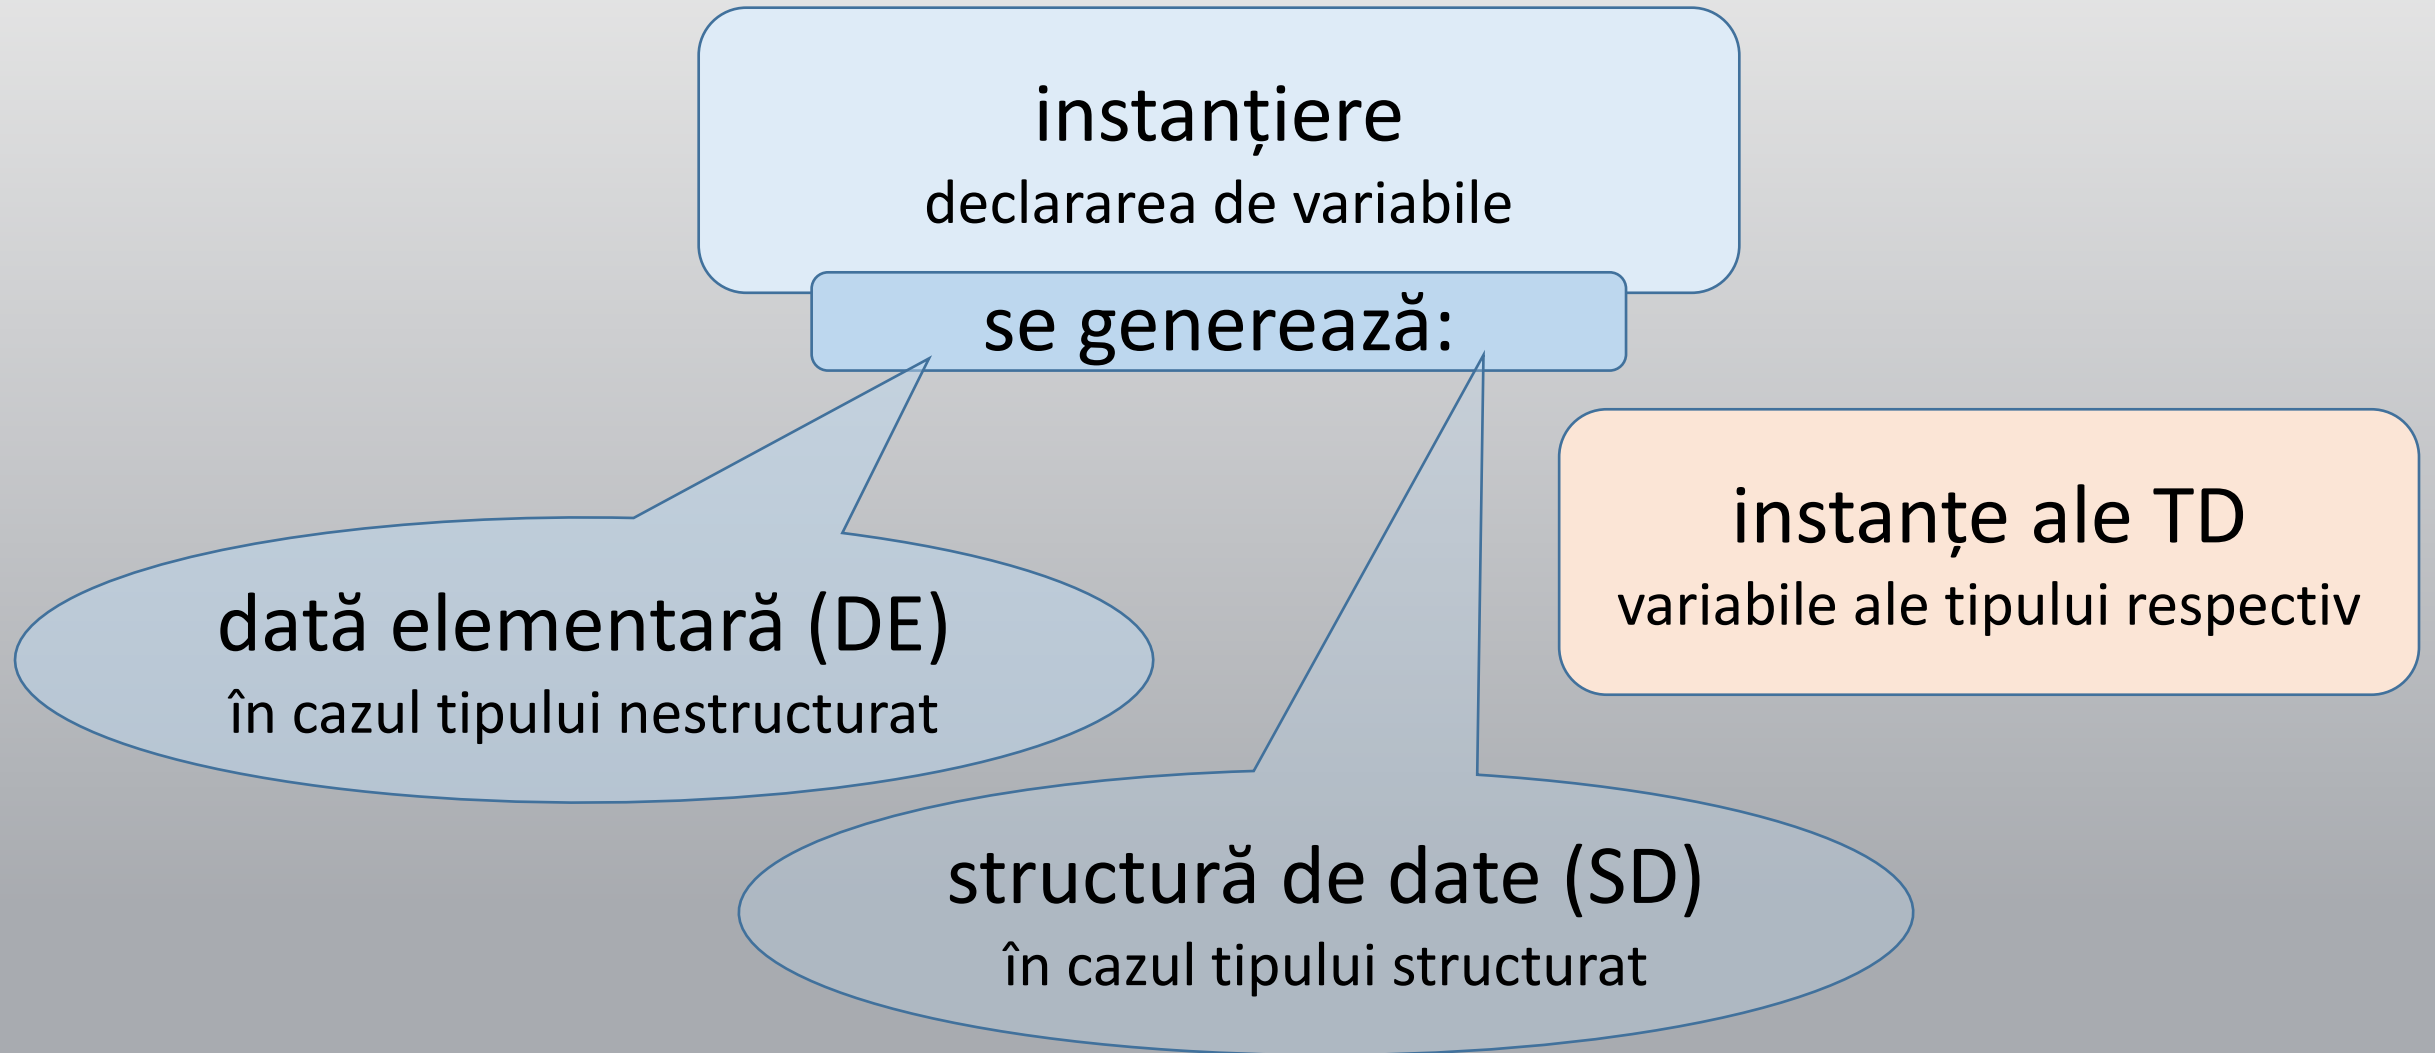 instanțiere
declararea de variabile
se generează:
dată elementară (DE)
în cazul tipului nestructurat
instanțe ale TD
variabile ale tipului respectiv
structură de date (SD)
în cazul tipului structurat